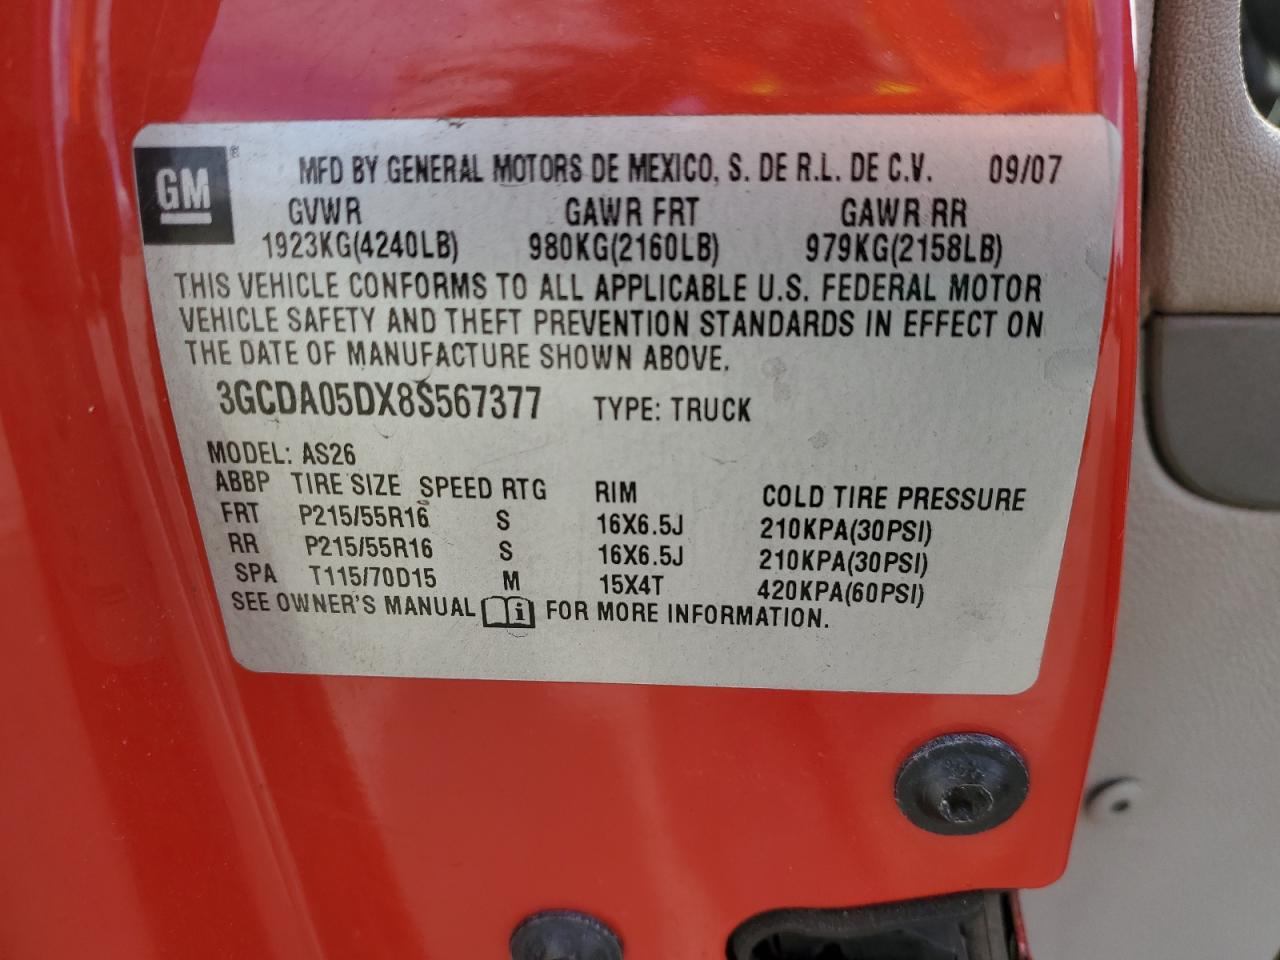 GM® MFD BY GENERAL MOTORS DE MEXICO, S. DE R.L. DE C.V. 09/07
GVWR GAWR FRT GAWR RR
1923KG(4240LB) 980KG(2160LB) 979KG(2158LB)
THIS VEHICLE CONFORMS TO ALL APPLICABLE U.S. FEDERAL MOTOR
VEHICLE SAFETY AND THEFT PREVENTION STANDARDS IN EFFECT ON
THE DATE OF MANUFACTURE SHOWN ABOVE.
3GCDA05DX8S567377 TYPE: TRUCK
MODEL: AS26
ABBP TIRE SIZE SPEED RTG RIM COLD TIRE PRESSURE
FRT P215/55R16 S 16X6.5J 210KPA(30PSI)
RR P215/55R16 S 16X6.5J 210KPA(30PSI)
SPA T115/70D15 M 15X4T 420KPA(60PSI)
SEE OWNER'S MANUAL i FOR MORE INFORMATION.